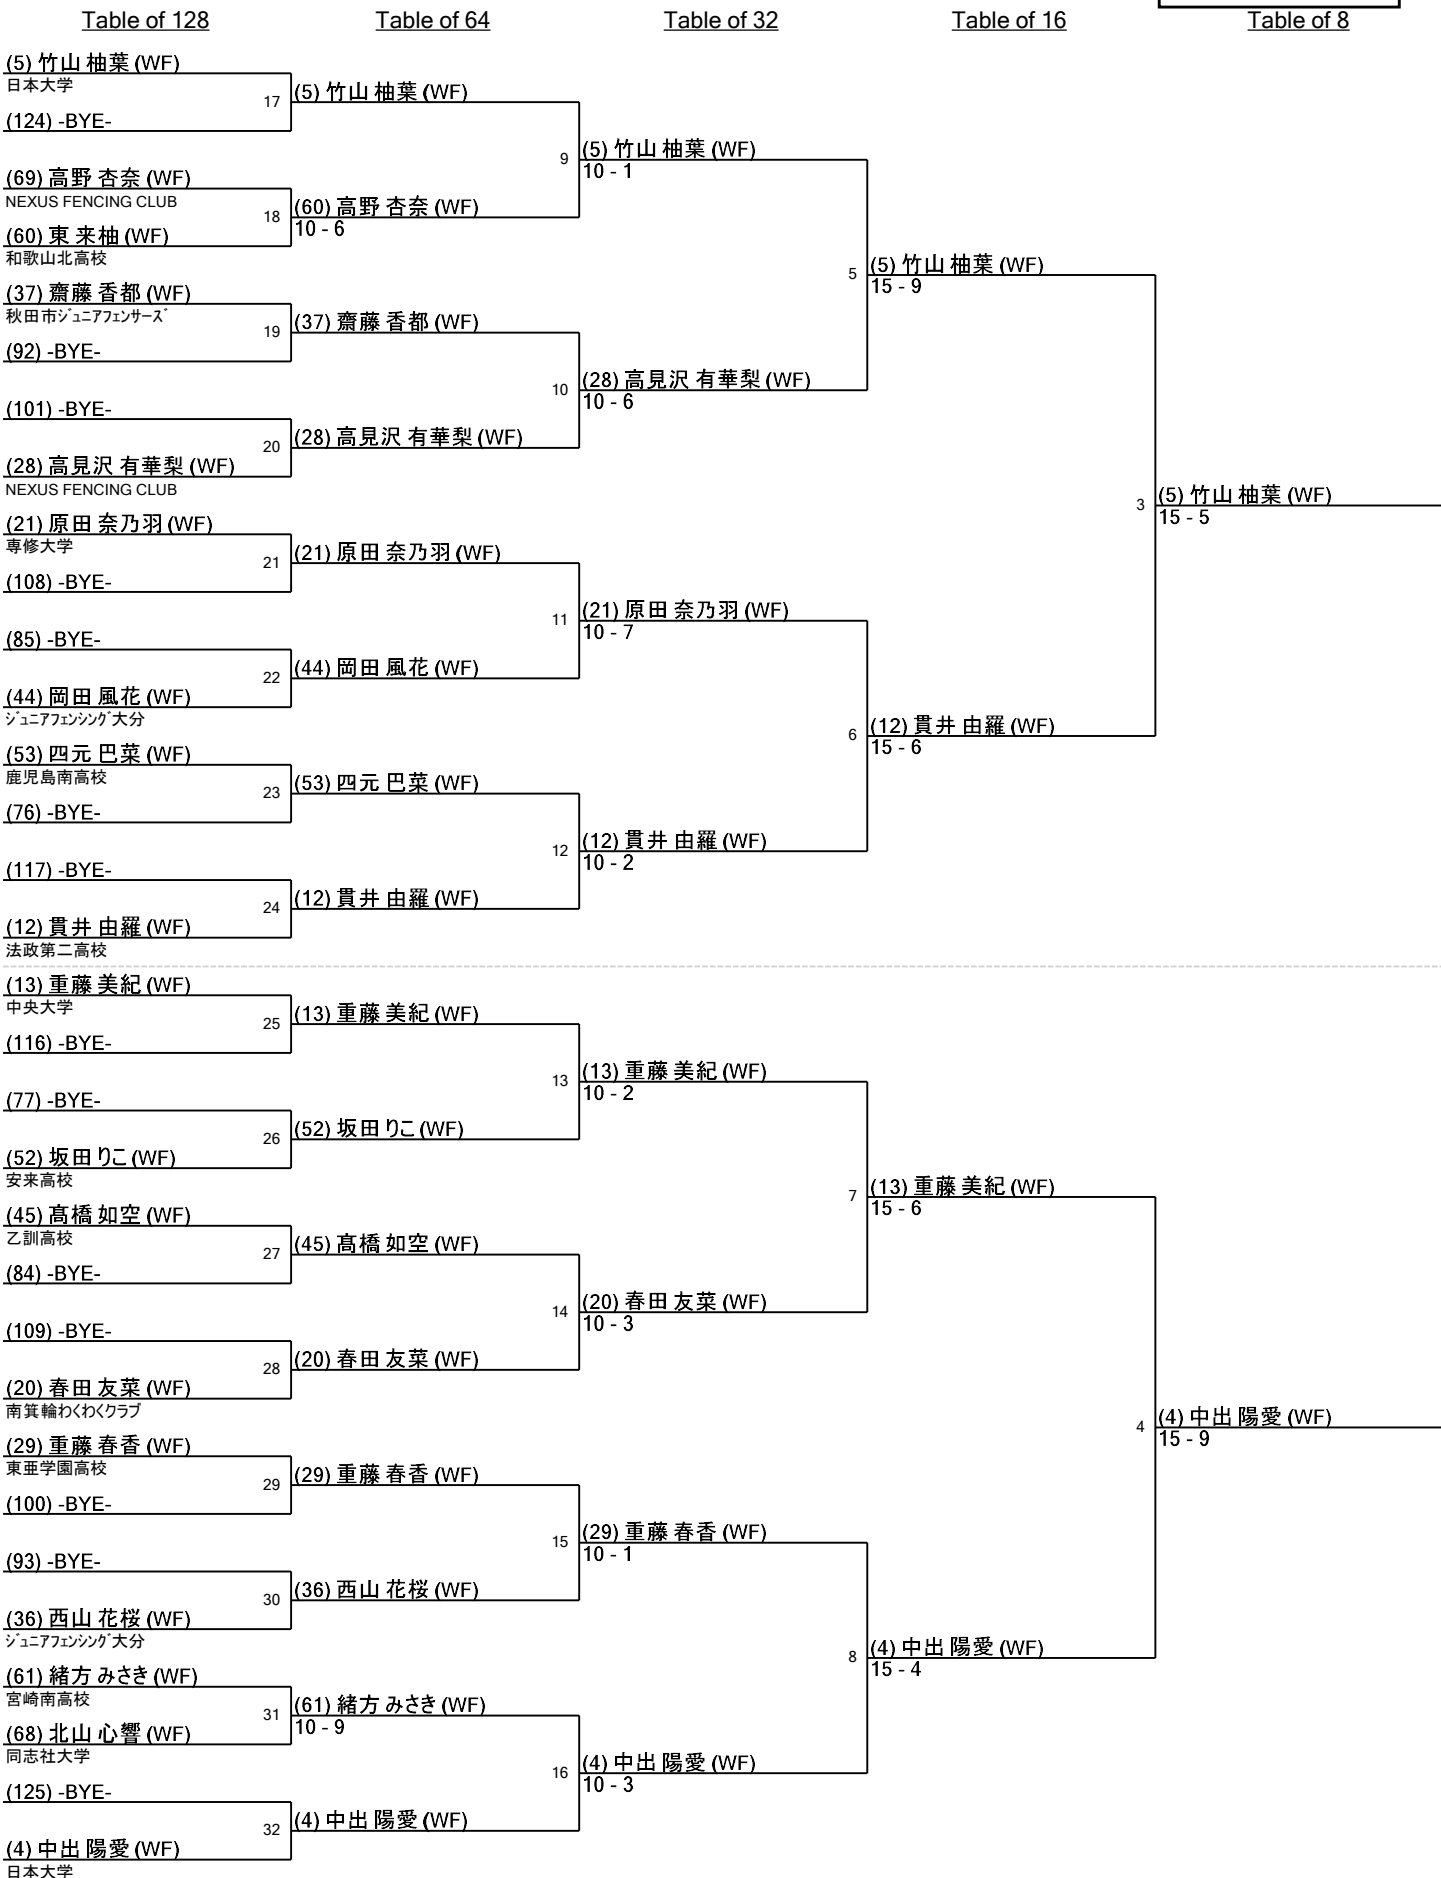 Table of 128
Table of 64
Table of 32
Table of 16
Table of 8
(5) 竹山 柚葉 (WF)
日本大学
17
(124) -BYE-
(69) 高野 杏奈 (WF)
NEXUS FENCING CLUB
18
(60) 東 来柚 (WF)
和歌山北高校
(37) 齋藤 香都 (WF)
秋田市ｼﾞｭﾆｱﾌｪﾝｻｰｽﾞ
19
(92) -BYE-
(101) -BYE-
20
(28) 高見沢 有華梨 (WF)
NEXUS FENCING CLUB
(21) 原田 奈乃羽 (WF)
専修大学
21
(108) -BYE-
(85) -BYE-
22
(44) 岡田 風花 (WF)
ｼﾞｭﾆｱﾌｪﾝｼﾝｸﾞ大分
(53) 四元 巴菜 (WF)
鹿児島南高校
23
(76) -BYE-
(117) -BYE-
24
(12) 貫井 由羅 (WF)
法政第二高校
(13) 重藤 美紀 (WF)
中央大学
25
(116) -BYE-
(77) -BYE-
26
(52) 坂田 りこ (WF)
安来高校
(45) 髙橋 如空 (WF)
乙訓高校
27
(84) -BYE-
(109) -BYE-
28
(20) 春田 友菜 (WF)
南箕輪わくわくクラブ
(29) 重藤 春香 (WF)
東亜学園高校
29
(100) -BYE-
(93) -BYE-
30
(36) 西山 花桜 (WF)
ｼﾞｭﾆｱﾌｪﾝｼﾝｸﾞ大分
(61) 緒方 みさき (WF)
宮崎南高校
31
(68) 北山 心響 (WF)
同志社大学
(125) -BYE-
32
(4) 中出 陽愛 (WF)
日本大学
(5) 竹山 柚葉 (WF)
9
(60) 高野 杏奈 (WF)
10 - 6
(37) 齋藤 香都 (WF)
10
(28) 高見沢 有華梨 (WF)
(21) 原田 奈乃羽 (WF)
11
(44) 岡田 風花 (WF)
(53) 四元 巴菜 (WF)
12
(12) 貫井 由羅 (WF)
(13) 重藤 美紀 (WF)
13
(52) 坂田 りこ (WF)
(45) 髙橋 如空 (WF)
14
(20) 春田 友菜 (WF)
(29) 重藤 春香 (WF)
15
(36) 西山 花桜 (WF)
(61) 緒方 みさき (WF)
10 - 9
16
(4) 中出 陽愛 (WF)
(5) 竹山 柚葉 (WF)
10 - 1
5
(28) 高見沢 有華梨 (WF)
10 - 6
(21) 原田 奈乃羽 (WF)
10 - 7
6
(12) 貫井 由羅 (WF)
10 - 2
(13) 重藤 美紀 (WF)
10 - 2
7
(20) 春田 友菜 (WF)
10 - 3
(29) 重藤 春香 (WF)
10 - 1
8
(4) 中出 陽愛 (WF)
10 - 3
(5) 竹山 柚葉 (WF)
15 - 9
3
(12) 貫井 由羅 (WF)
15 - 6
(13) 重藤 美紀 (WF)
15 - 6
4
(4) 中出 陽愛 (WF)
15 - 4
(5) 竹山 柚葉 (WF)
15 - 5
(4) 中出 陽愛 (WF)
15 - 9